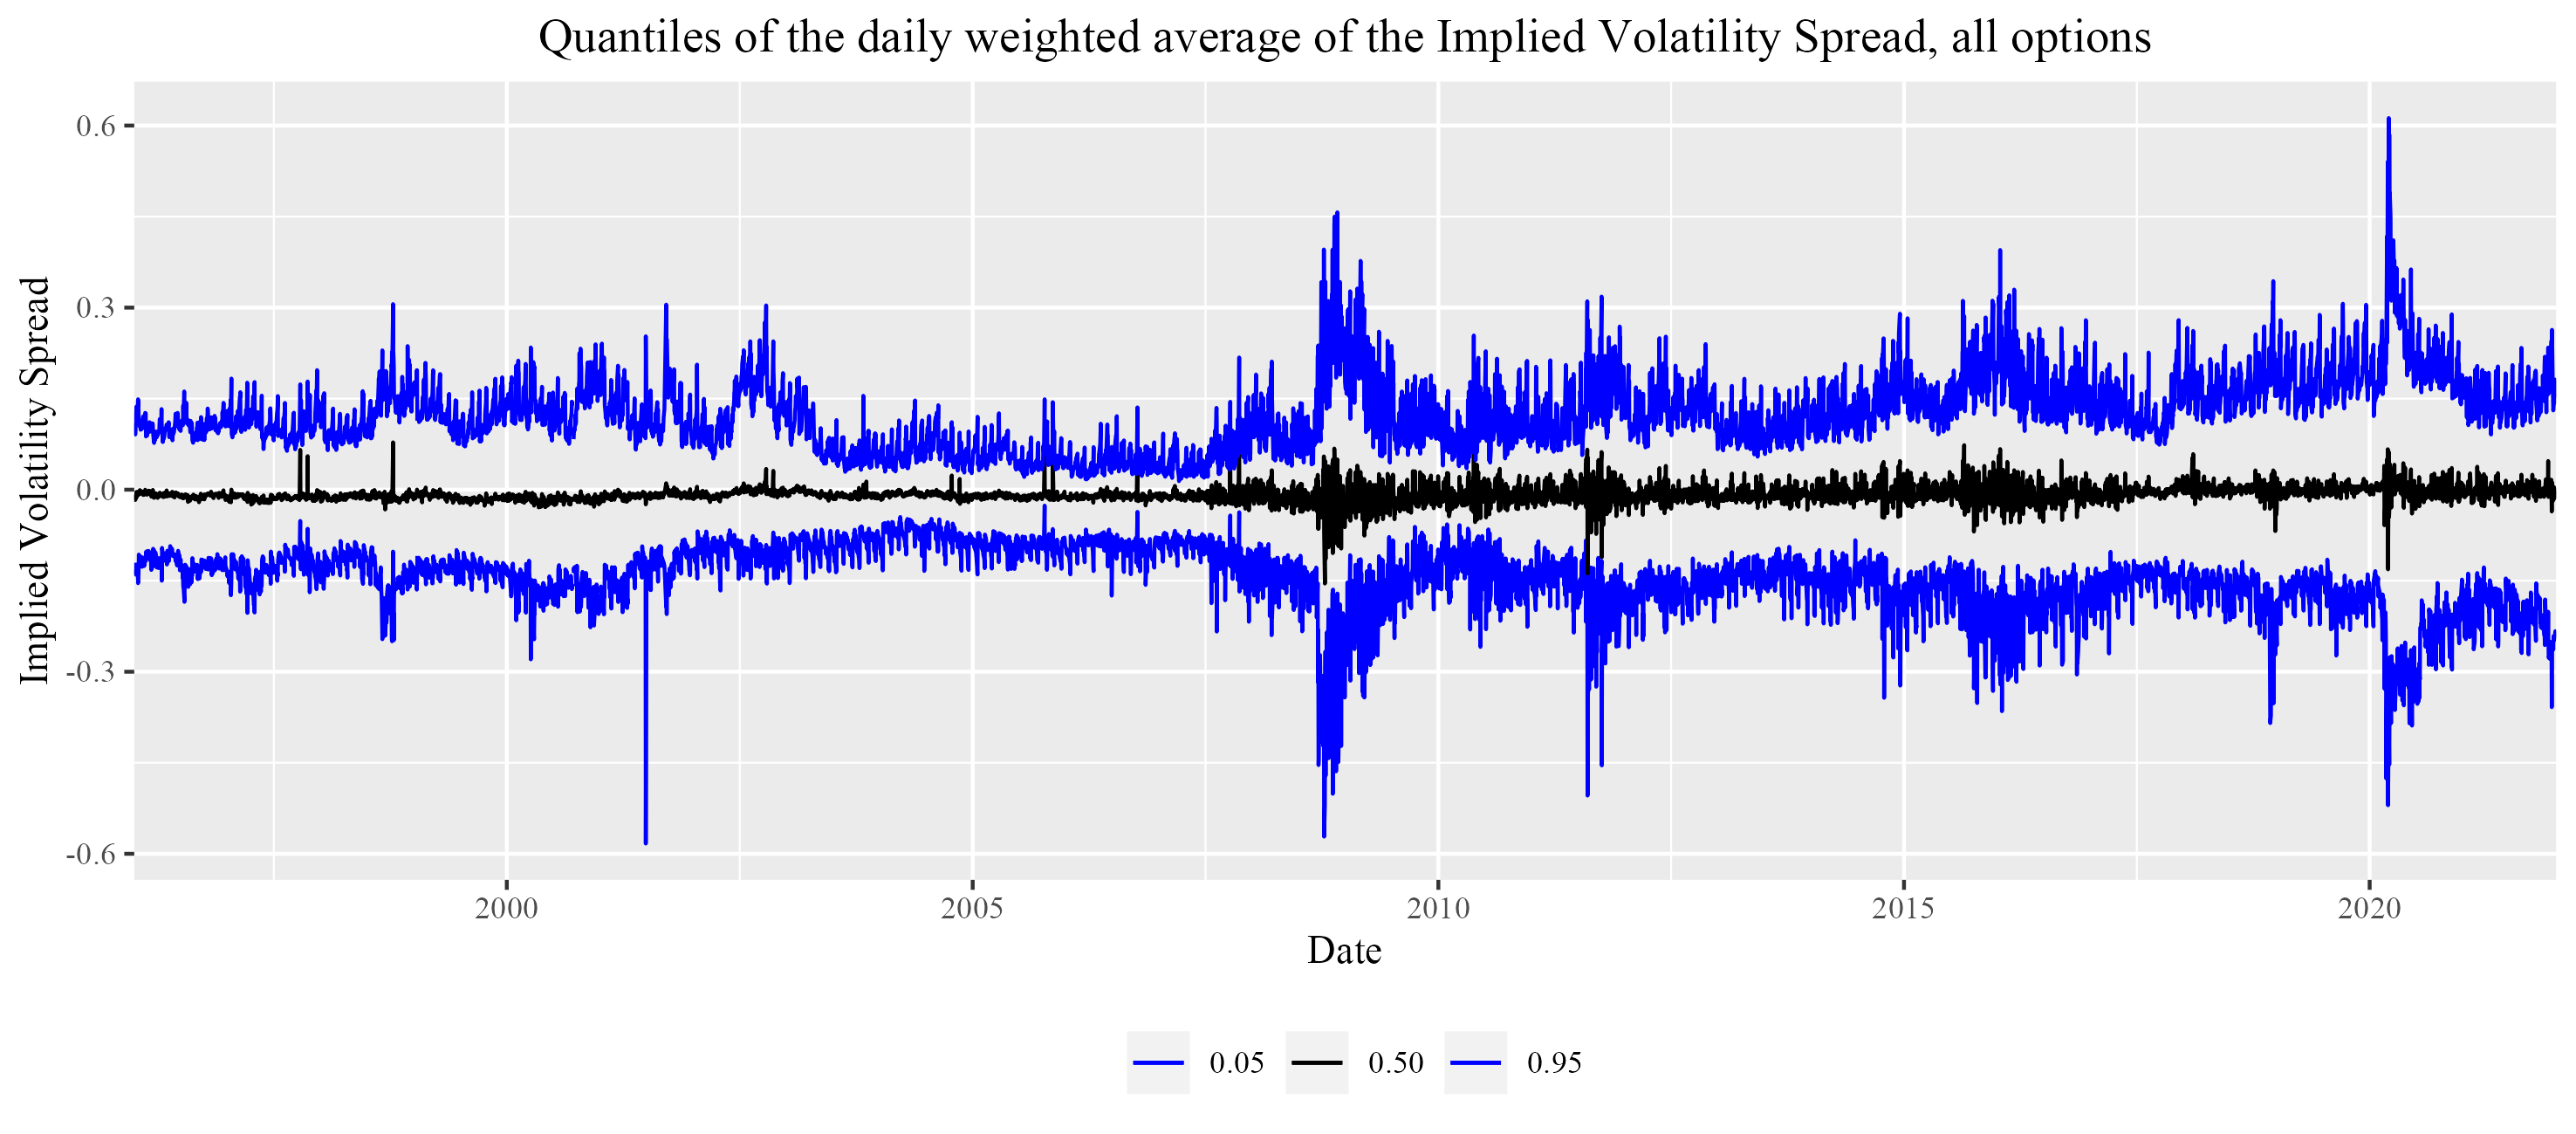 Quantiles of the daily weighted average of the Implied Volatility Spread, all options
Implied Volatility Spread
0.6
0.3
0.0
-0.3
-0.6
2000 2005 2010 2015 2020
Date
0.05 0.50 0.95